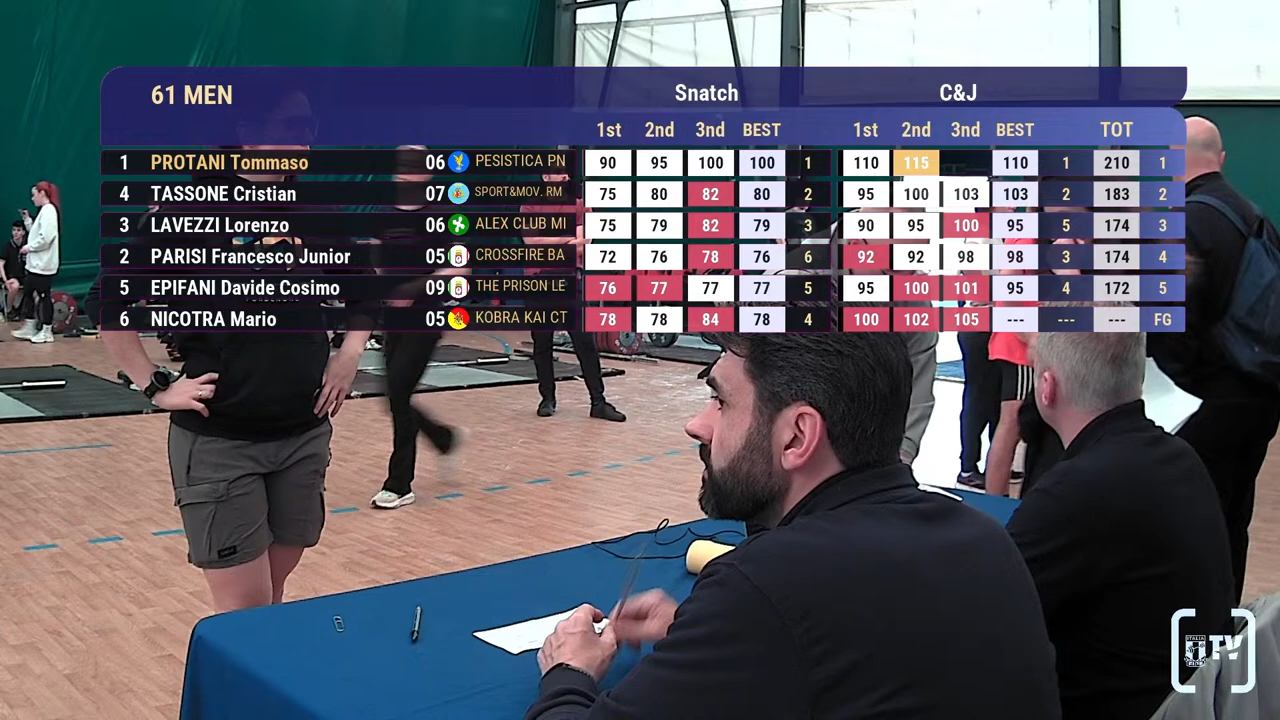 61 MEN Snatch C&J
1st 2nd 3rd BEST 1st 2nd 3rd BEST TOT
1 PROTANI Tommaso 06 PESISTICA PN 90 95 100 100 1 110 115 110 1 210 1
4 TASSONE Cristian 07 SPORT&MOV. RM 75 80 82 80 2 95 100 103 103 2 183 2
3 LAVEZZI Lorenzo 06 ALEX CLUB MI 75 79 82 79 3 90 95 100 95 5 174 3
2 PARISI Francesco Junior 05 CROSSFIRE BA 72 76 78 76 6 92 92 98 98 3 174 4
5 EPIFANI Davide Cosimo 09 THE PRISON LE 76 77 77 77 5 95 100 101 95 4 172 5
6 NICOTRA Mario 05 KOBRA KAI CT 78 78 84 78 4 100 102 105 --- --- --- FG
ITALIA
TV